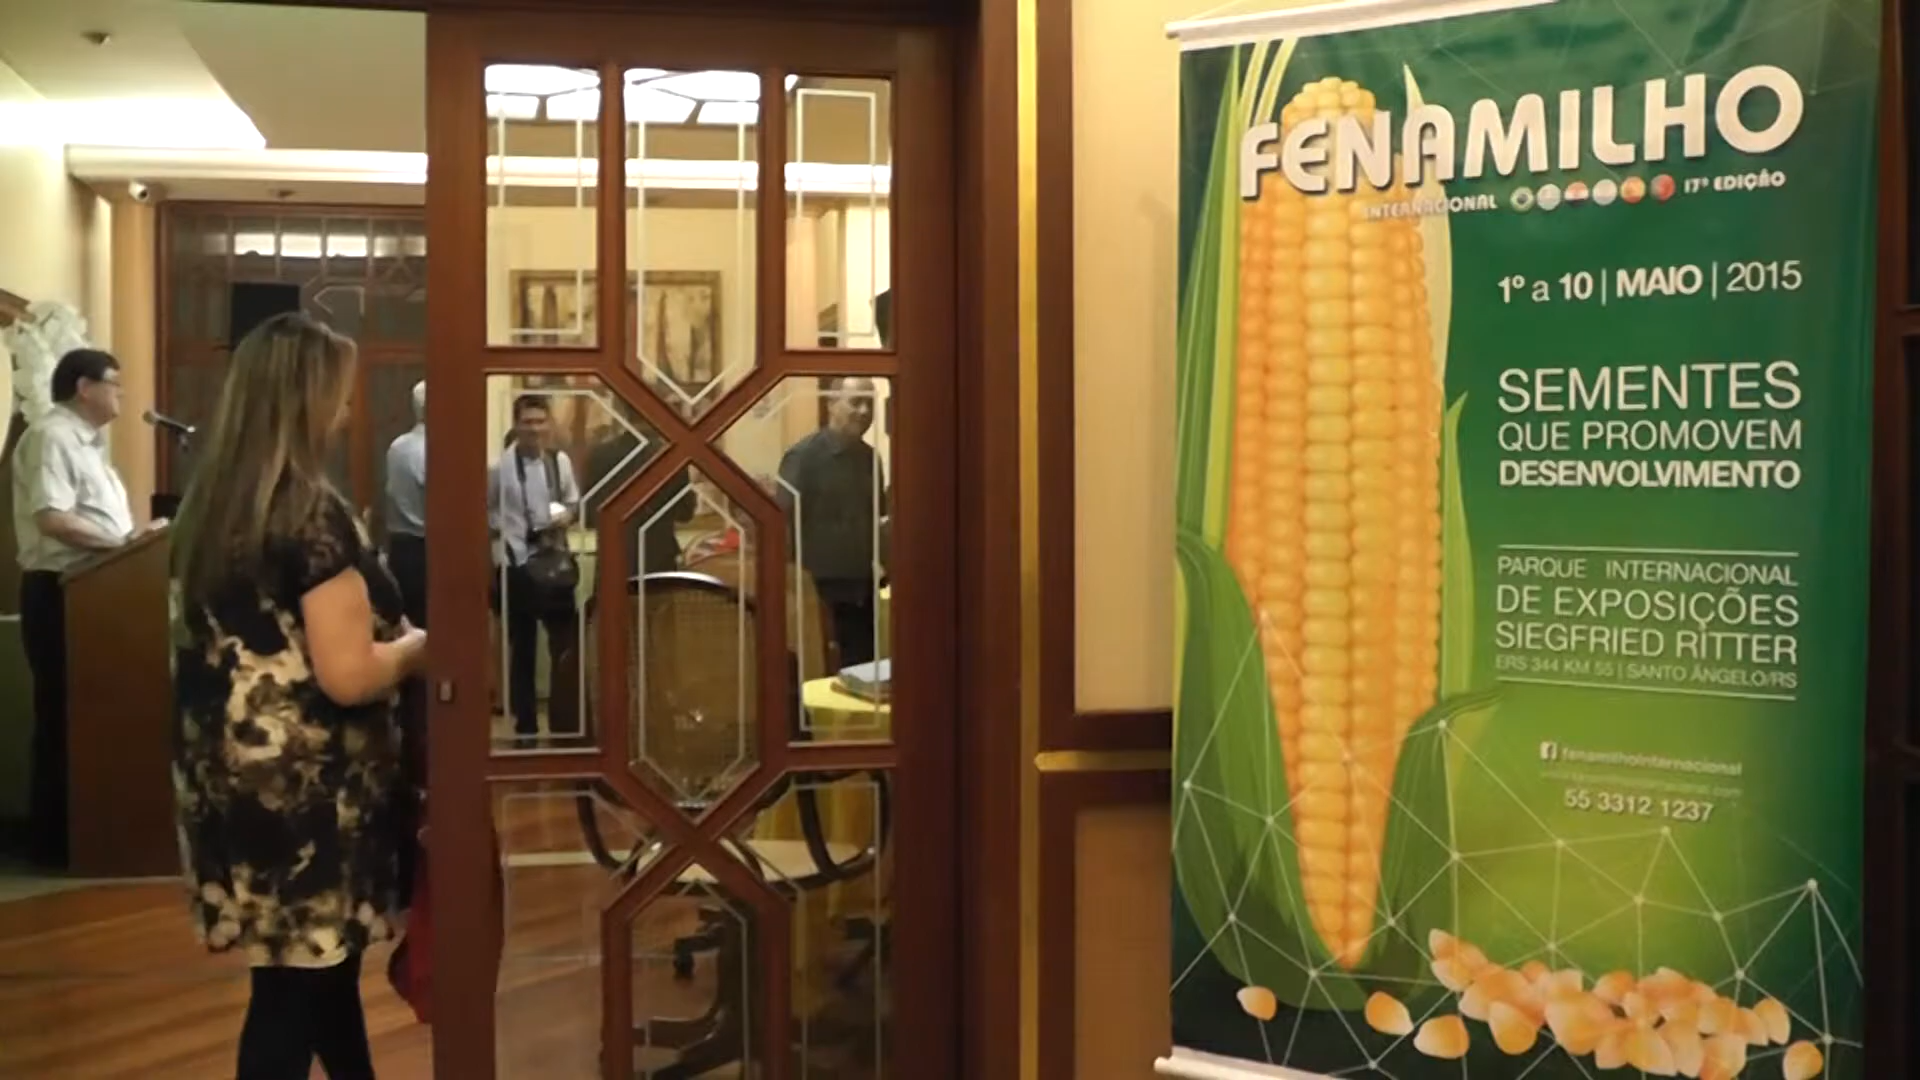 FENAMILHO
INTERNACIONAL 17ª EDIÇÃO
1º a 10 | MAIO | 2015
SEMENTES
QUE PROMOVEM
DESENVOLVIMENTO
PARQUE INTERNACIONAL
DE EXPOSIÇÕES
SIEGFRIED RITTER
ERS 344 KM 55 | SANTO ÂNGELO/RS
fenamilhoInternacional
55 3312 1237